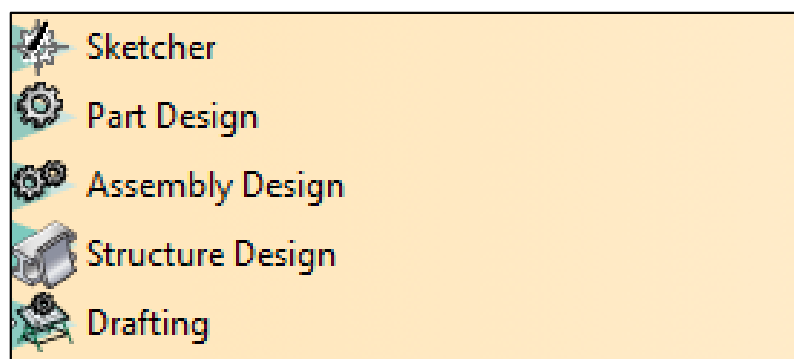 Sketcher
Part Design
Assembly Design
Structure Design
Drafting